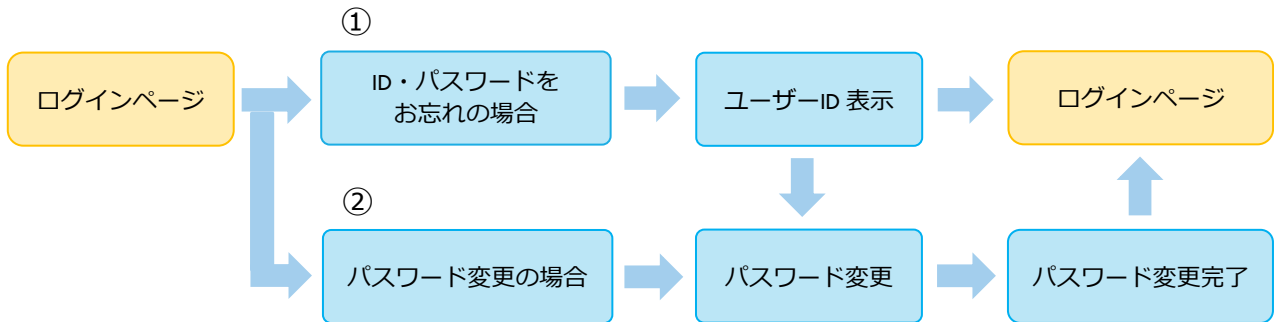 ①
ログインページ
ID・パスワードを
お忘れの場合
ユーザーID 表示
ログインページ
②
パスワード変更の場合
パスワード変更
パスワード変更完了